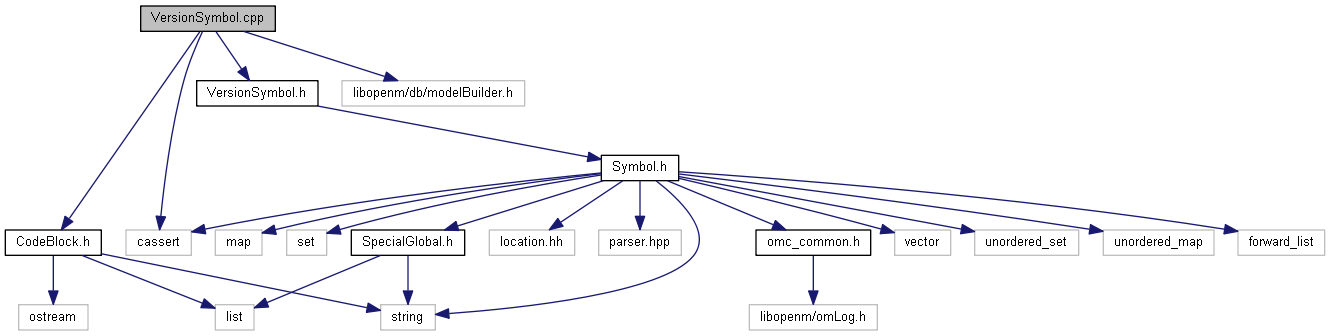 VersionSymbol.cpp
VersionSymbol.h
libopenm/db/modelBuilder.h
Symbol.h
CodeBlock.h
cassert
map
set
SpecialGlobal.h
location.hh
parser.hpp
omc_common.h
vector
unordered_set
unordered_map
forward_list
ostream
list
string
libopenm/omLog.h